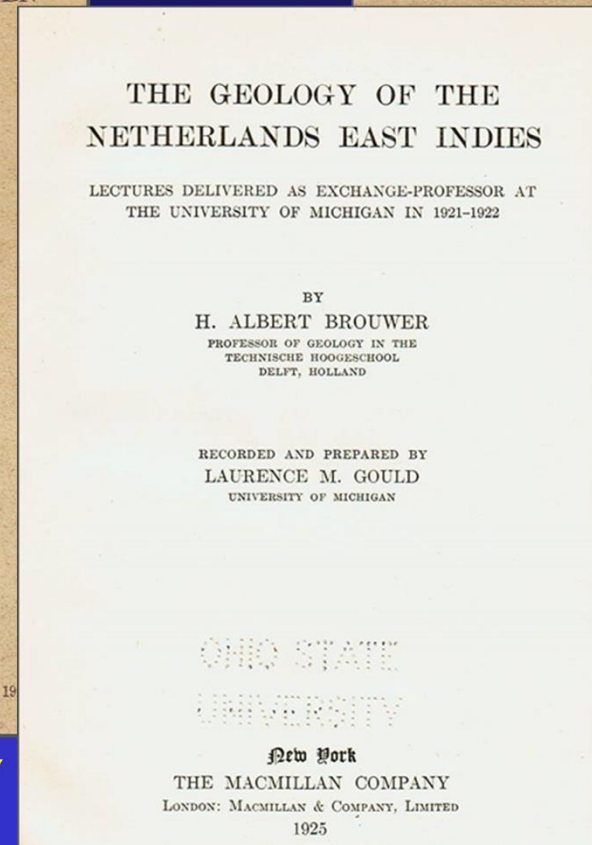 THE GEOLOGY OF THE
NETHERLANDS EAST INDIES
LECTURES DELIVERED AS EXCHANGE-PROFESSOR AT
THE UNIVERSITY OF MICHIGAN IN 1921–1922
BY
H. ALBERT BROUWER
PROFESSOR OF GEOLOGY IN THE
TECHNISCHE HOOGESCHOOL
DELFT, HOLLAND
RECORDED AND PREPARED BY
LAURENCE M. GOULD
UNIVERSITY OF MICHIGAN
OHIO STATE
UNIVERSITY
19
New York
THE MACMILLAN COMPANY
LONDON: MACMILLAN & COMPANY, LIMITED
1925